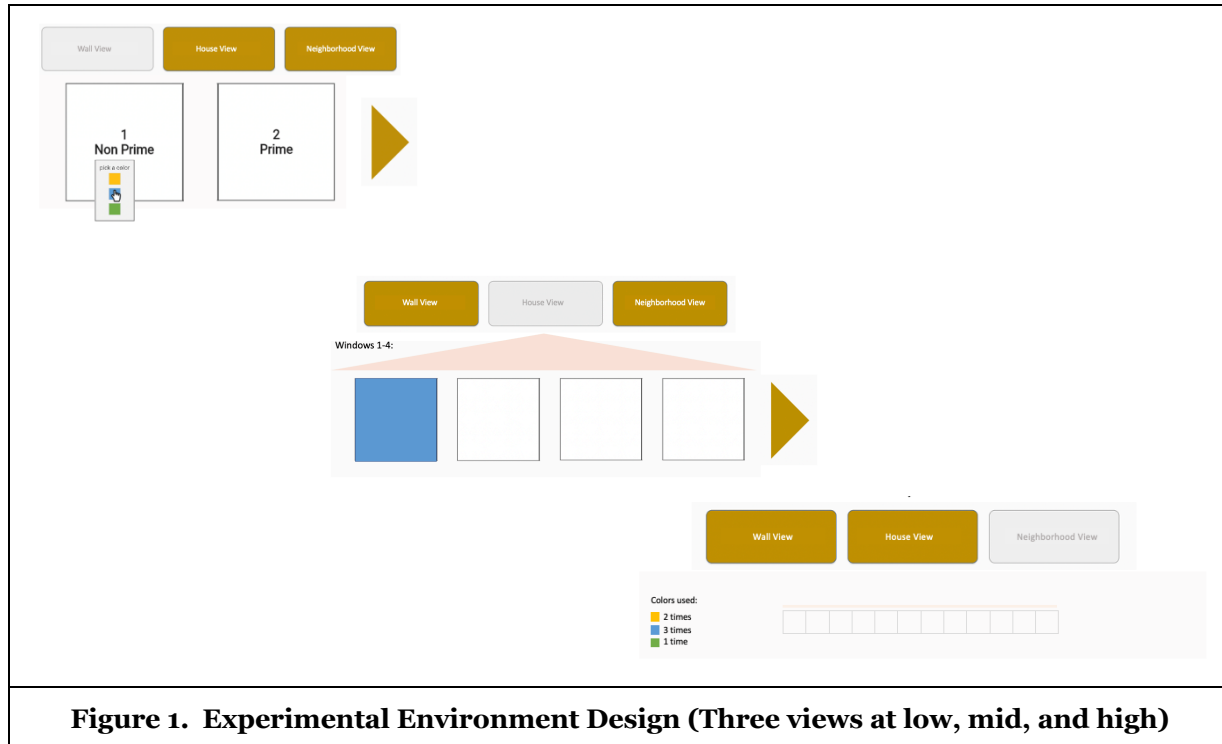 Wall View
House View
Neighborhood View
1
Non Prime
2
Prime
pick a color
Wall View
House View
Neighborhood View
Windows 1-4:
Wall View
House View
Neighborhood View
Colors used:
2 times
3 times
1 time
Figure 1. Experimental Environment Design (Three views at low, mid, and high)